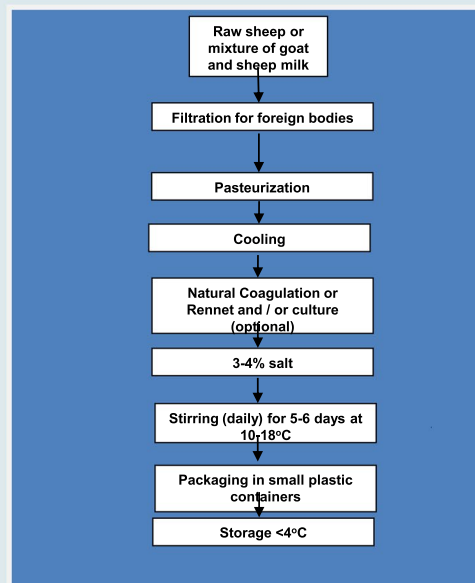 Raw sheep or
mixture of goat
and sheep milk
Filtration for foreign bodies
Pasteurization
Cooling
Natural Coagulation or
Rennet and / or culture
(optional)
3-4% salt
Stirring (daily) for 5-6 days at
10-18ºC
Packaging in small plastic
containers
Storage <4ºC